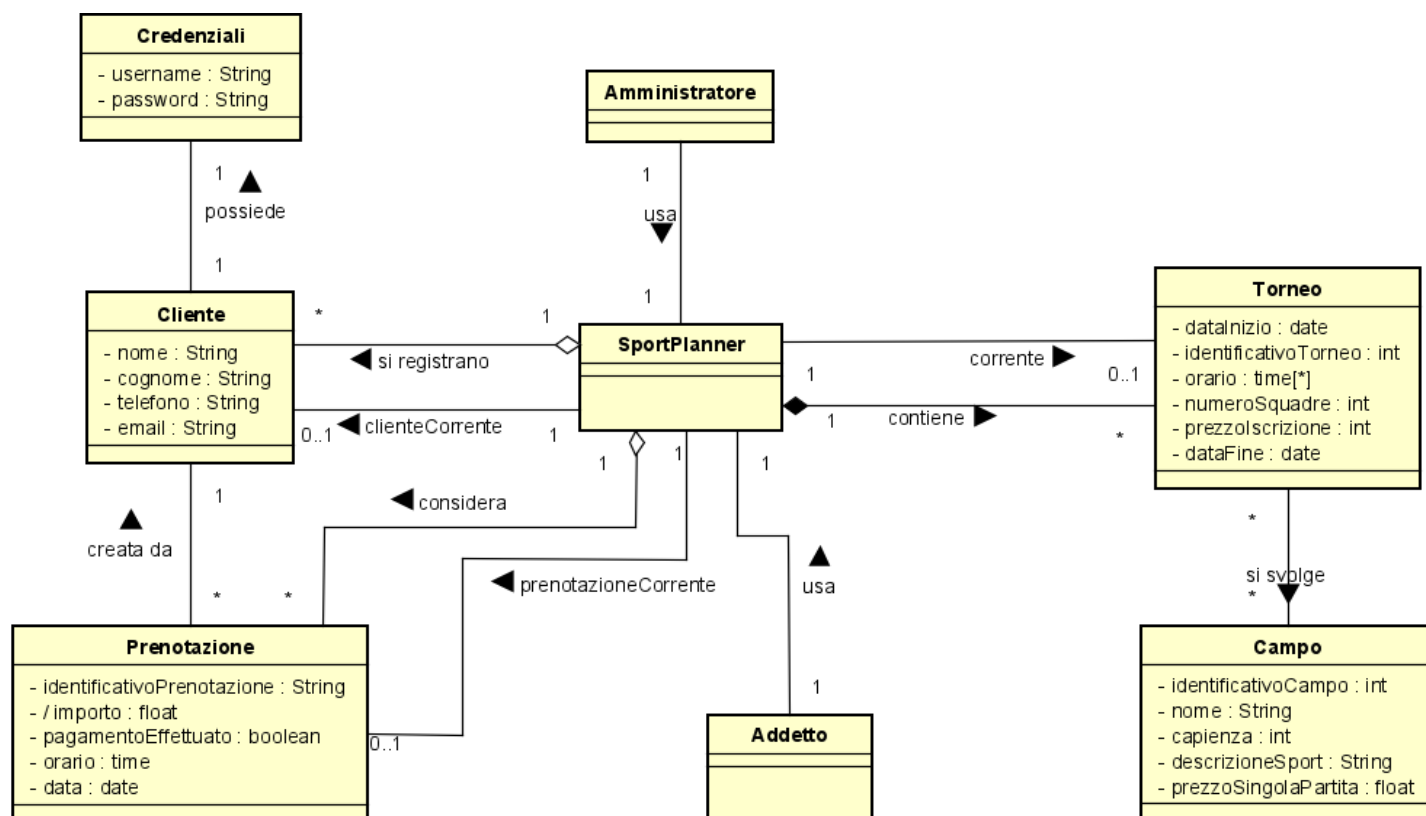 Credenziali
- username : String
- password : String
1
possiede
1
Amministratore
1
usa
1
Cliente
- nome : String
- cognome : String
- telefono : String
- email : String
*
1
si registrano
0..1
clienteCorrente
1
SportPlanner
corrente
1
0..1
contiene
1
*
Torneo
- dataInizio : date
- identificativoTorneo : int
- orario : time[*]
- numeroSquadre : int
- prezzoIscrizione : int
- dataFine : date
1
creata da
*
1
considera
*
1
prenotazioneCorrente
0..1
1
usa
1
*
si svolge
*
Prenotazione
- identificativoPrenotazione : String
- / importo : float
- pagamentoEffettuato : boolean
- orario : time
- data : date
Addetto
Campo
- identificativoCampo : int
- nome : String
- capienza : int
- descrizioneSport : String
- prezzoSingolaPartita : float